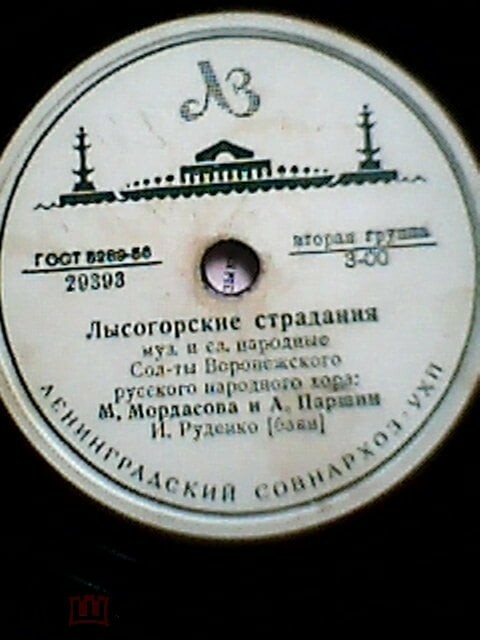 ЛЗ
ГОСТ 5289-56
20393
вторая группа
3-00
Лысогорские страдания
муз. и сл. народные
Сол-ты Воронежского
русского народного хора:
М. Мордасова и А. Паршин
И. Руденко [баян]
ЛЕНИНГРАДСКИЙ СОВНАРХОЗ · УХП